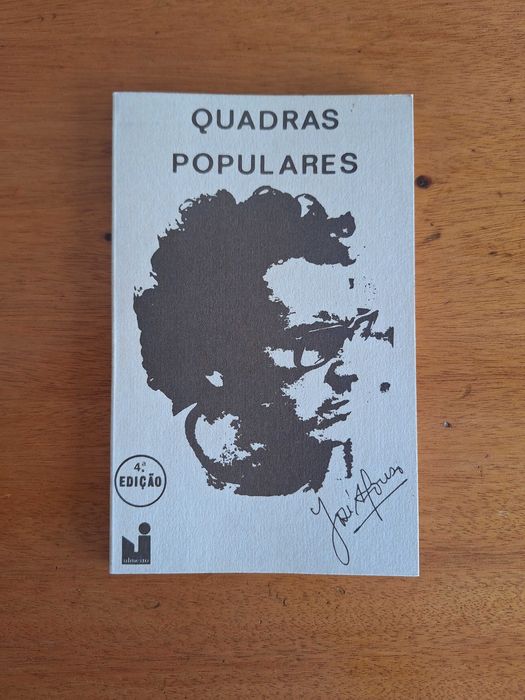 QUADRAS
POPULARES
4.ª
EDIÇÃO
José Afonso
ulmeiro